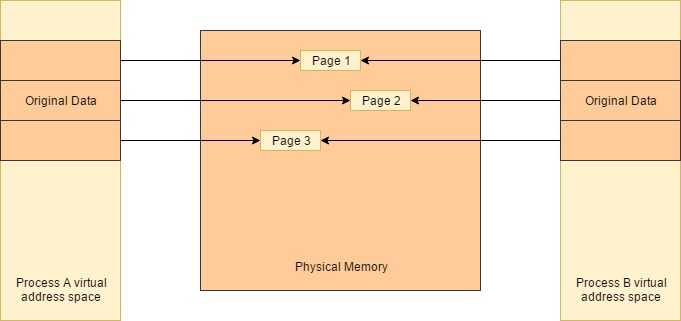 Page 1
Original Data
Page 2
Original Data
Page 3
Physical Memory
Process A virtual
address space
Process B virtual
address space